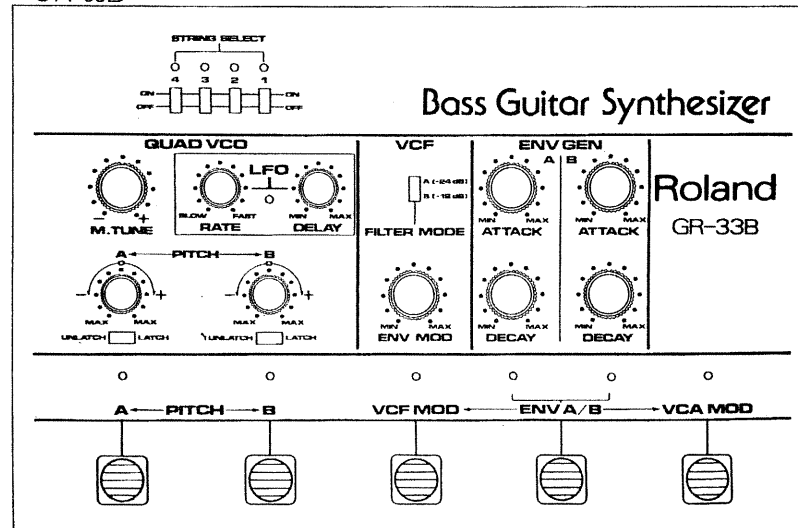 STRING SELECT
4 3 2 1
ON ON
OFF OFF
Bass Guitar Synthesizer
QUAD VCO
LFO
- +
M.TUNE
SLOW FAST
RATE
MIN MAX
DELAY
A PITCH B
- +
MAX MAX
UNLATCH LATCH
- +
MAX MAX
UNLATCH LATCH
VCF
A (-24 dB)
B (-12 dB)
FILTER MODE
MIN MAX
ENV MOD
ENV GEN
A B
MIN MAX
ATTACK
MIN MAX
ATTACK
MIN MAX
DECAY
MIN MAX
DECAY
Roland
GR-33B
A PITCH B
VCF MOD ENV A/B VCA MOD